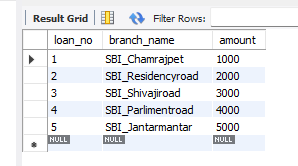 Result Grid Filter Rows:
loan_no branch_name amount
1 SBI_Chamrajpet 1000
2 SBI_Residencyroad 2000
3 SBI_Shivajiroad 3000
4 SBI_Parlimentroad 4000
5 SBI_Jantarmantar 5000
NULL NULL NULL